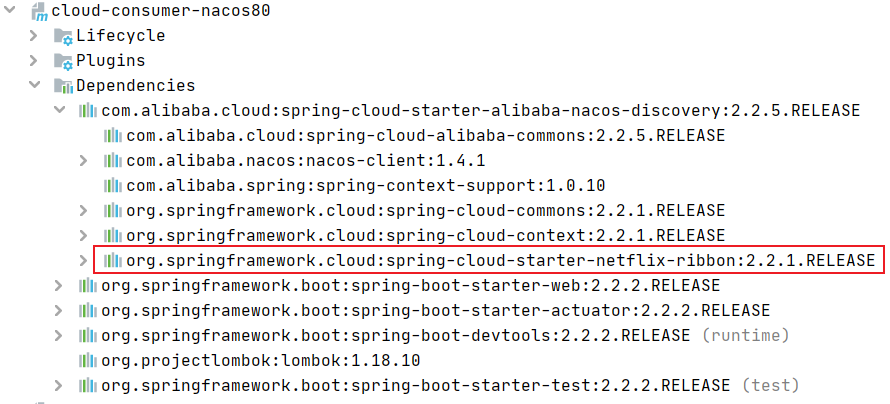 cloud-consumer-nacos80
Lifecycle
Plugins
Dependencies
com.alibaba.cloud:spring-cloud-starter-alibaba-nacos-discovery:2.2.5.RELEASE
com.alibaba.cloud:spring-cloud-alibaba-commons:2.2.5.RELEASE
com.alibaba.nacos:nacos-client:1.4.1
com.alibaba.spring:spring-context-support:1.0.10
org.springframework.cloud:spring-cloud-commons:2.2.1.RELEASE
org.springframework.cloud:spring-cloud-context:2.2.1.RELEASE
org.springframework.cloud:spring-cloud-starter-netflix-ribbon:2.2.1.RELEASE
org.springframework.boot:spring-boot-starter-web:2.2.2.RELEASE
org.springframework.boot:spring-boot-starter-actuator:2.2.2.RELEASE
org.springframework.boot:spring-boot-devtools:2.2.2.RELEASE (runtime)
org.projectlombok:lombok:1.18.10
org.springframework.boot:spring-boot-starter-test:2.2.2.RELEASE (test)